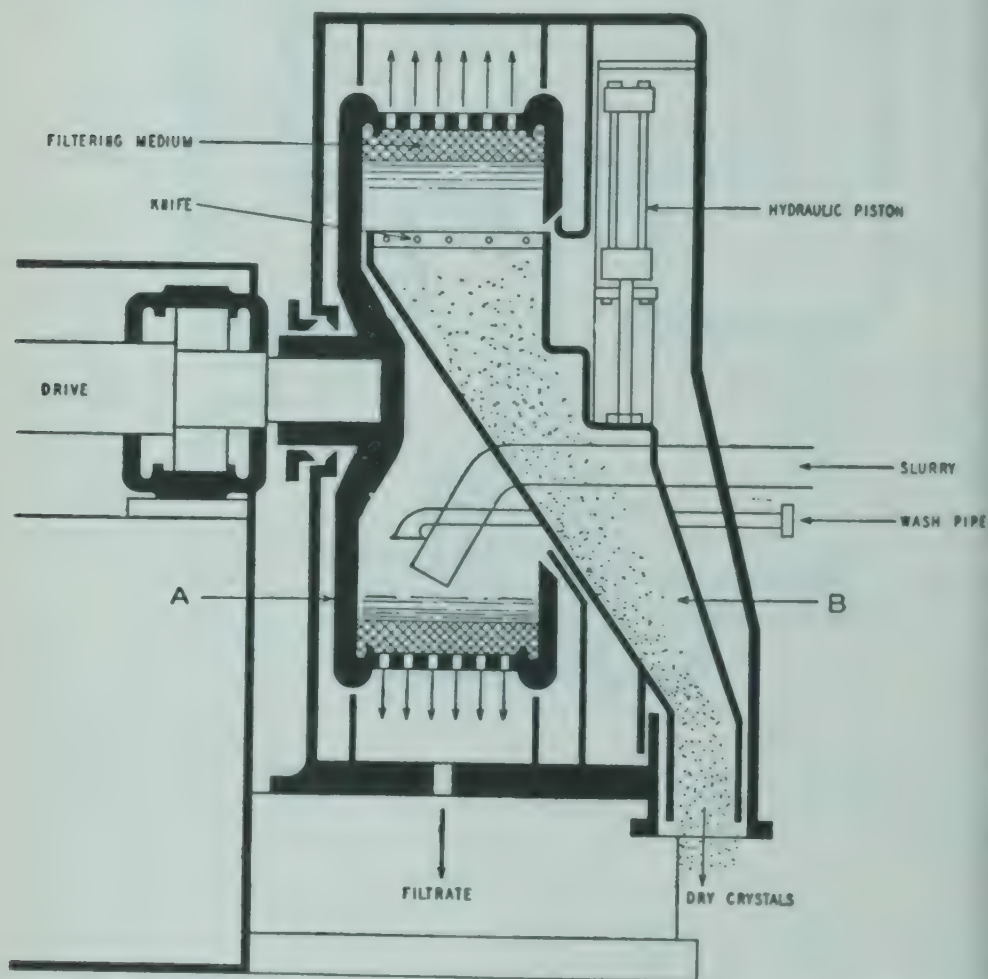 FILTERING MEDIUM
KNIFE
HYDRAULIC PISTON
DRIVE
SLURRY
WASH PIPE
A
B
FILTRATE
DRY CRYSTALS